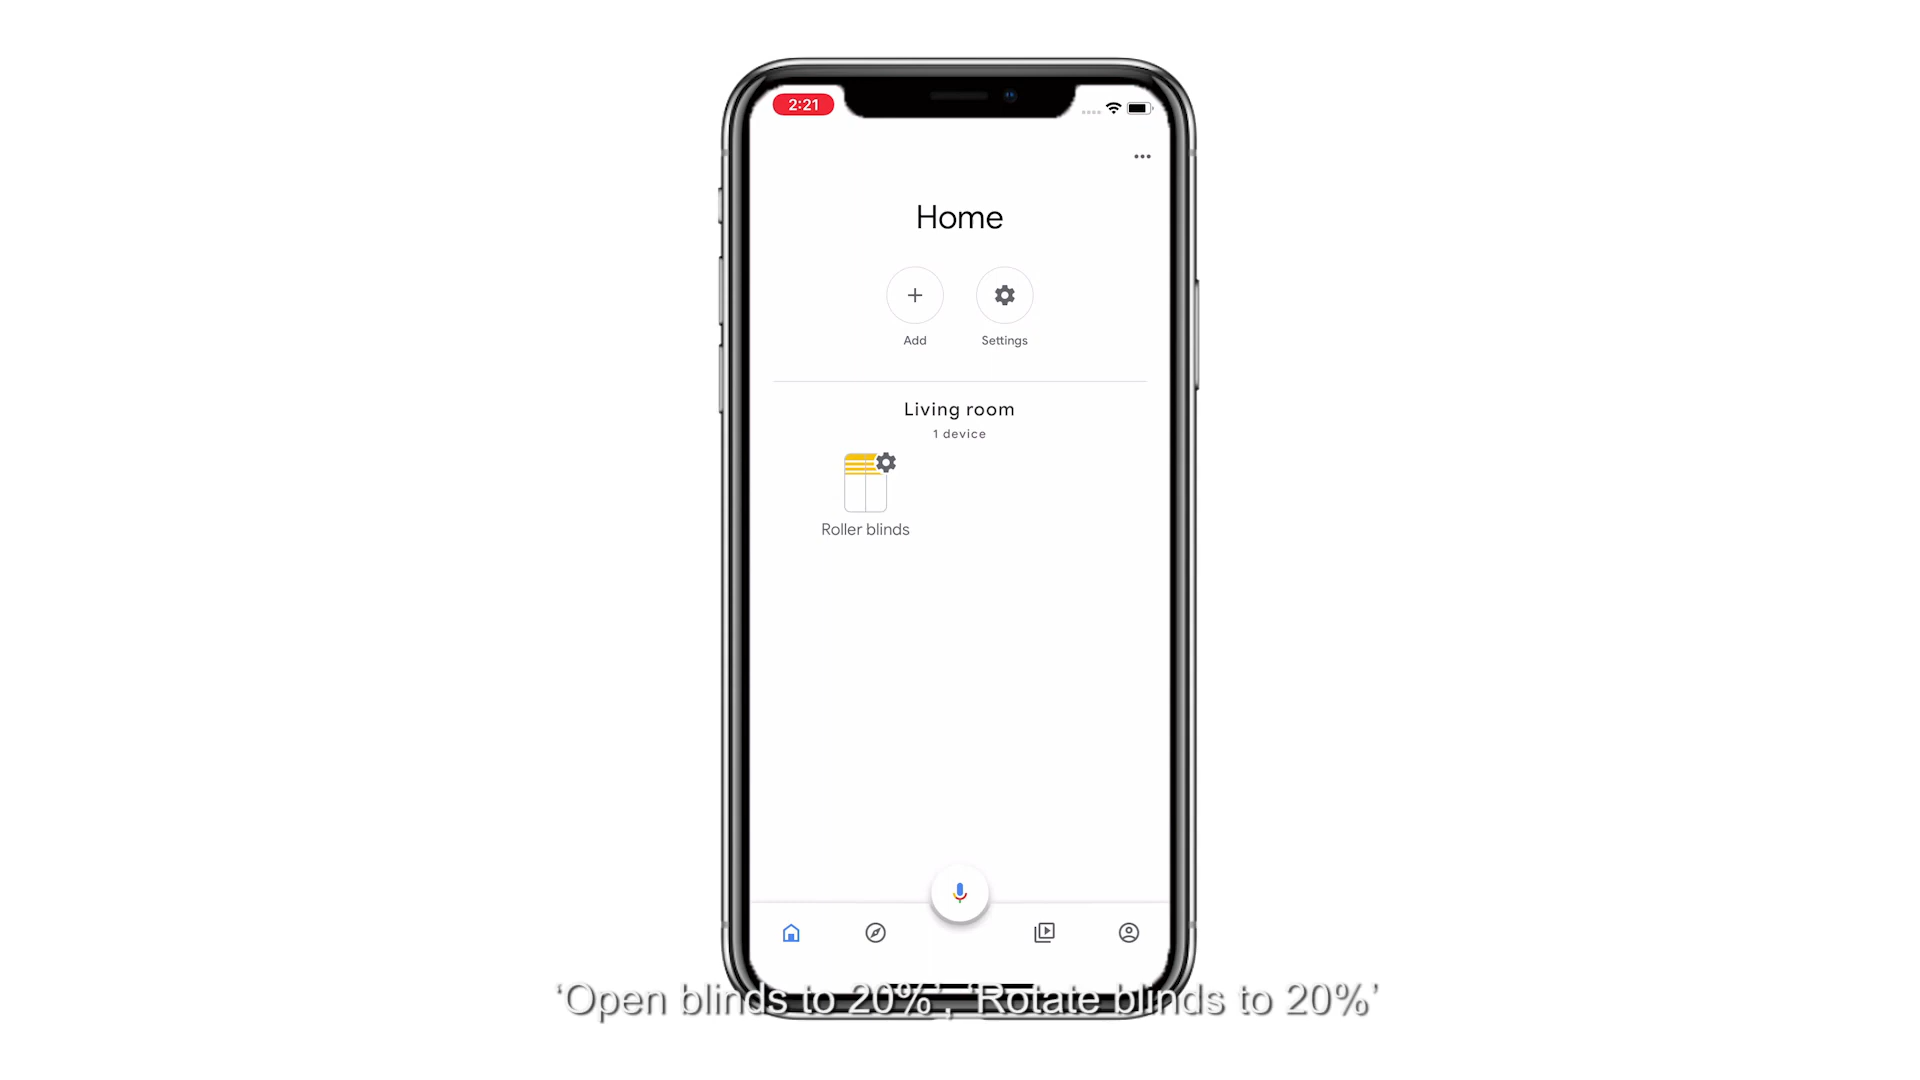 2:21
Home
Add
Settings
Living room
1 device
Roller blinds
‘Open blinds to 20%’, ‘Rotate blinds to 20%’